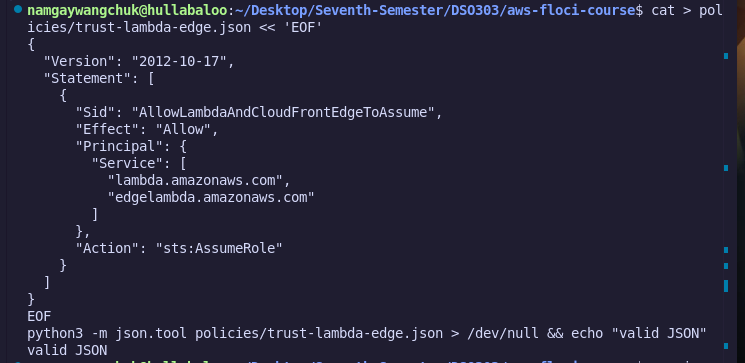 namgaywangchuk@hullabaloo:~/Desktop/Seventh-Semester/DSO303/aws-floci-course$ cat > pol
icies/trust-lambda-edge.json << 'EOF'
{
  "Version": "2012-10-17",
  "Statement": [
    {
      "Sid": "AllowLambdaAndCloudFrontEdgeToAssume",
      "Effect": "Allow",
      "Principal": {
        "Service": [
          "lambda.amazonaws.com",
          "edgelambda.amazonaws.com"
        ]
      },
      "Action": "sts:AssumeRole"
    }
  ]
}
EOF
python3 -m json.tool policies/trust-lambda-edge.json > /dev/null && echo "valid JSON"
valid JSON